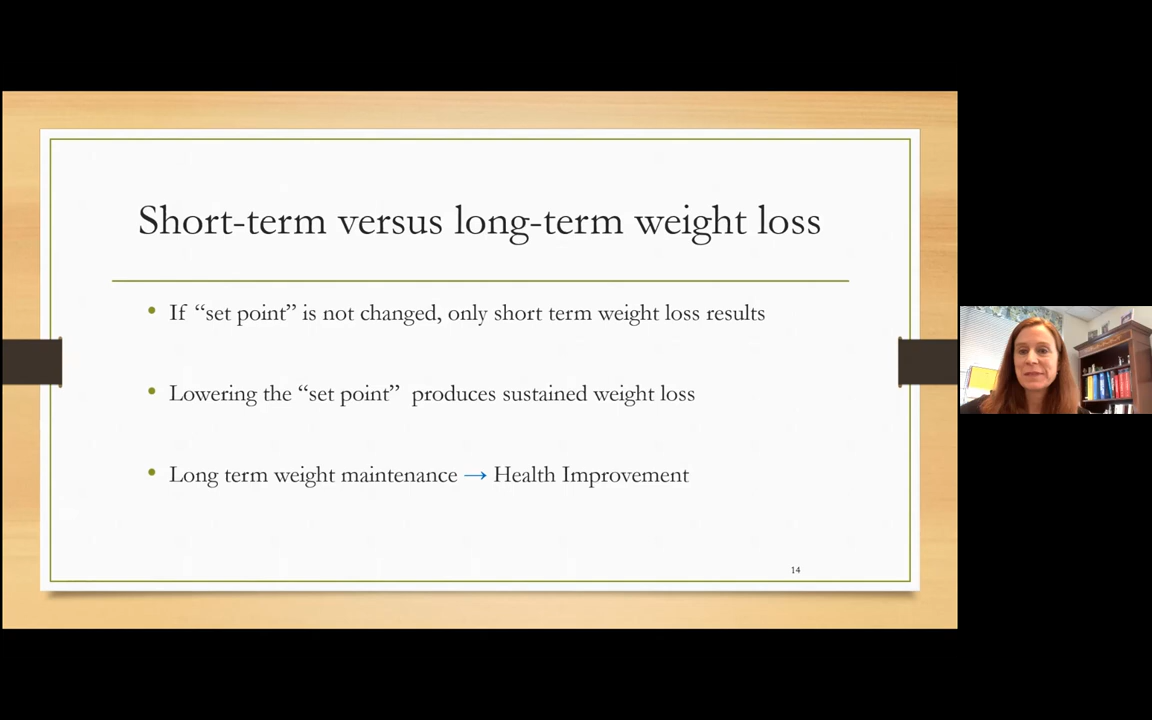 Short-term versus long-term weight loss
• If “set point” is not changed, only short term weight loss results
• Lowering the “set point” produces sustained weight loss
• Long term weight maintenance → Health Improvement
14